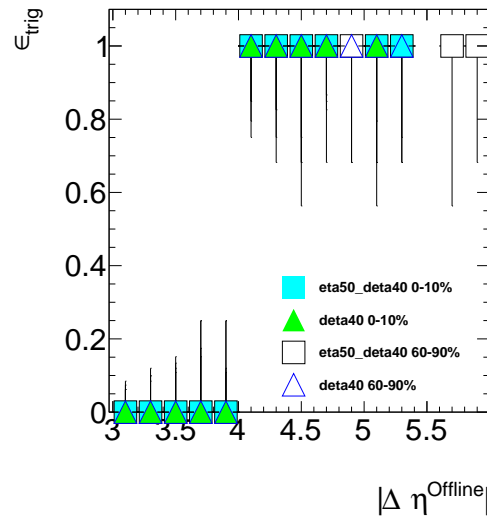 ϵtrig
1
0.8
0.6
0.4
0.2
0
3 3.5 4 4.5 5 5.5
eta50_deta40 0-10%
deta40 0-10%
eta50_deta40 60-90%
deta40 60-90%
|Δ η^Offline|